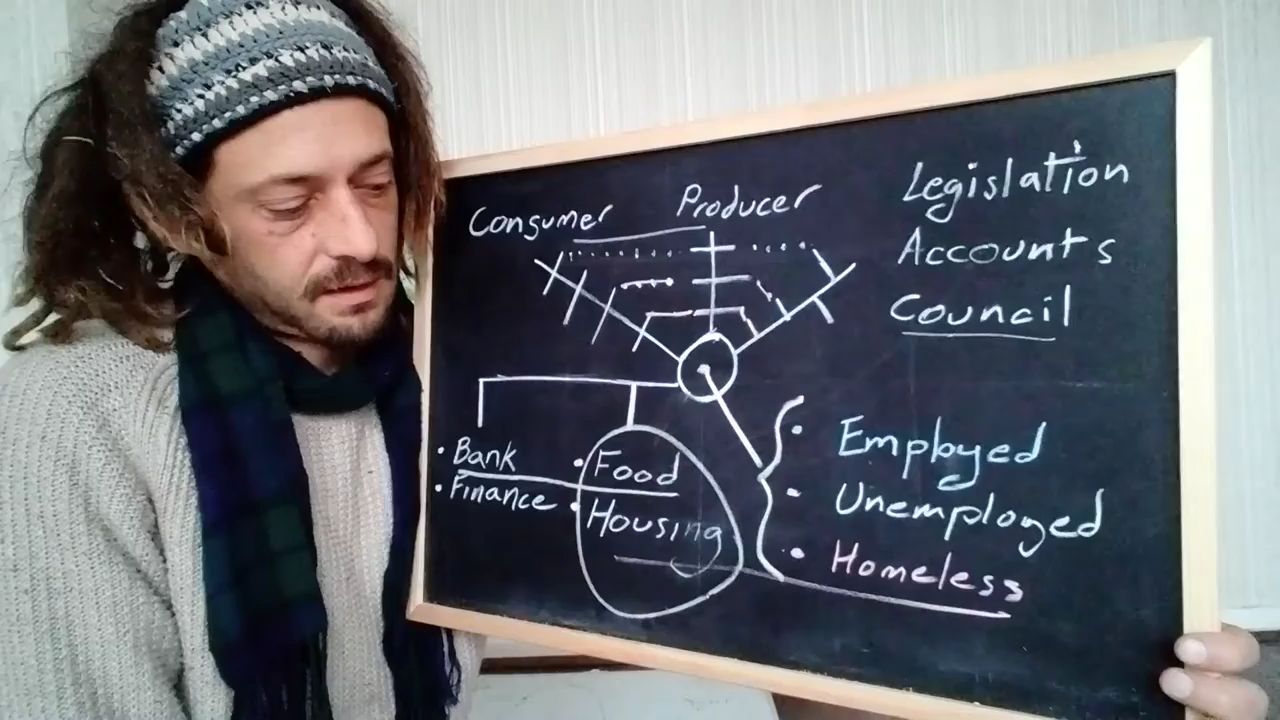 Consumer Producer
Legislation
Accounts
Council
• Bank
• Finance
• Food
• Housing
• Employed
• Unemployed
• Homeless